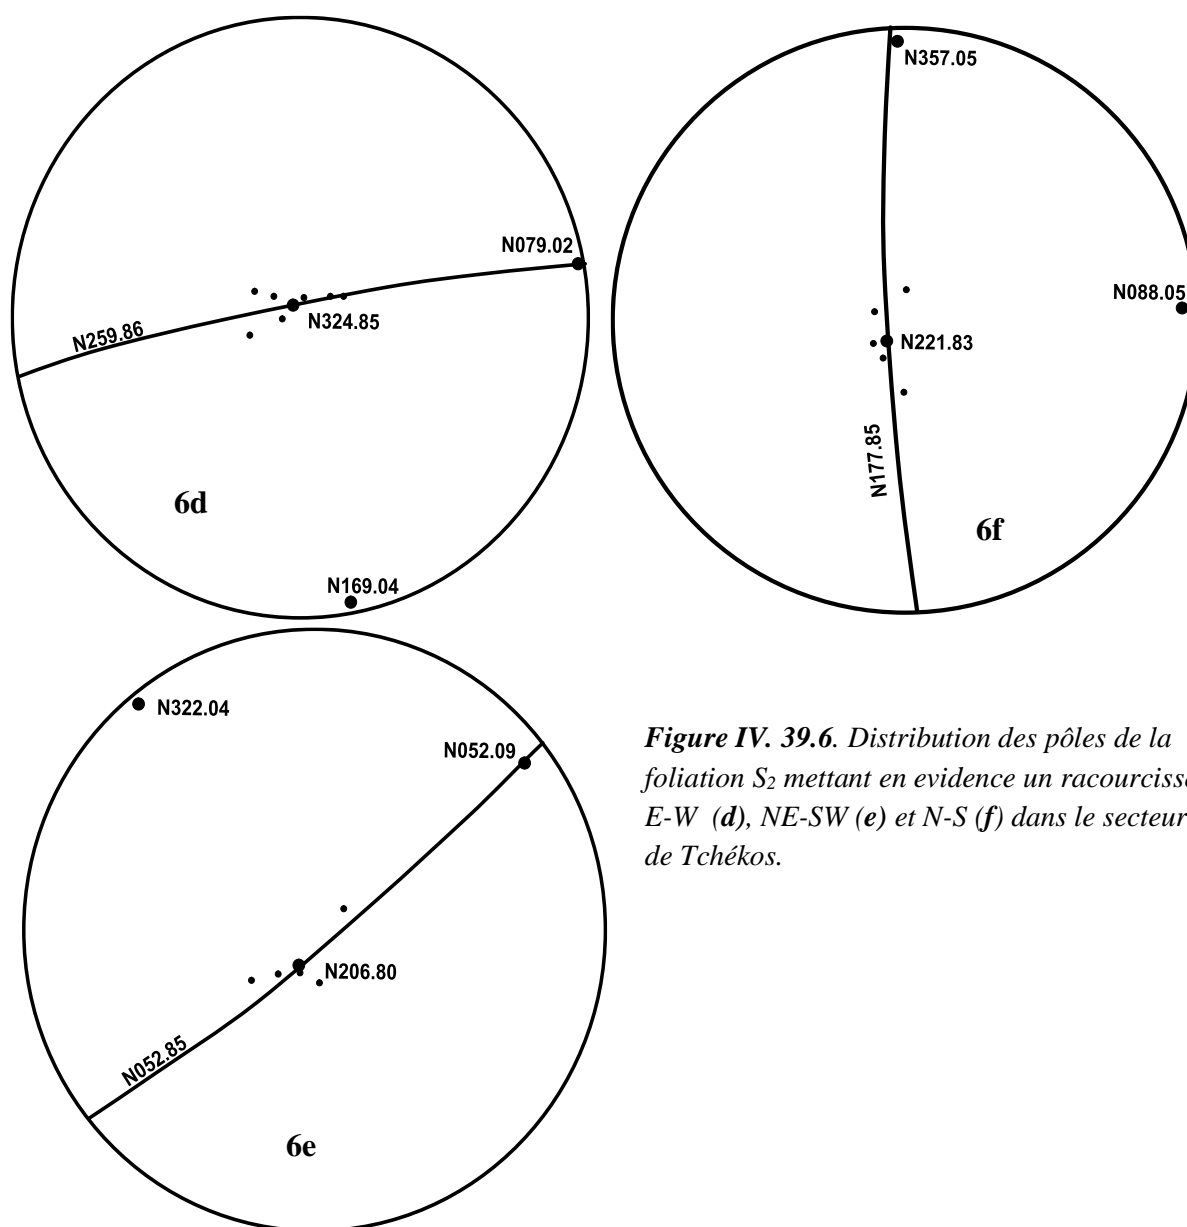 N079.02
N324.85
N259.86
6d
N169.04
N357.05
N088.05
N221.83
N177.85
6f
N322.04
N052.09
N206.80
N052.85
6e
Figure IV. 39.6. Distribution des pôles de la
foliation S₂ mettant en evidence un racourcisse
E-W (d), NE-SW (e) et N-S (f) dans le secteur
de Tchékos.